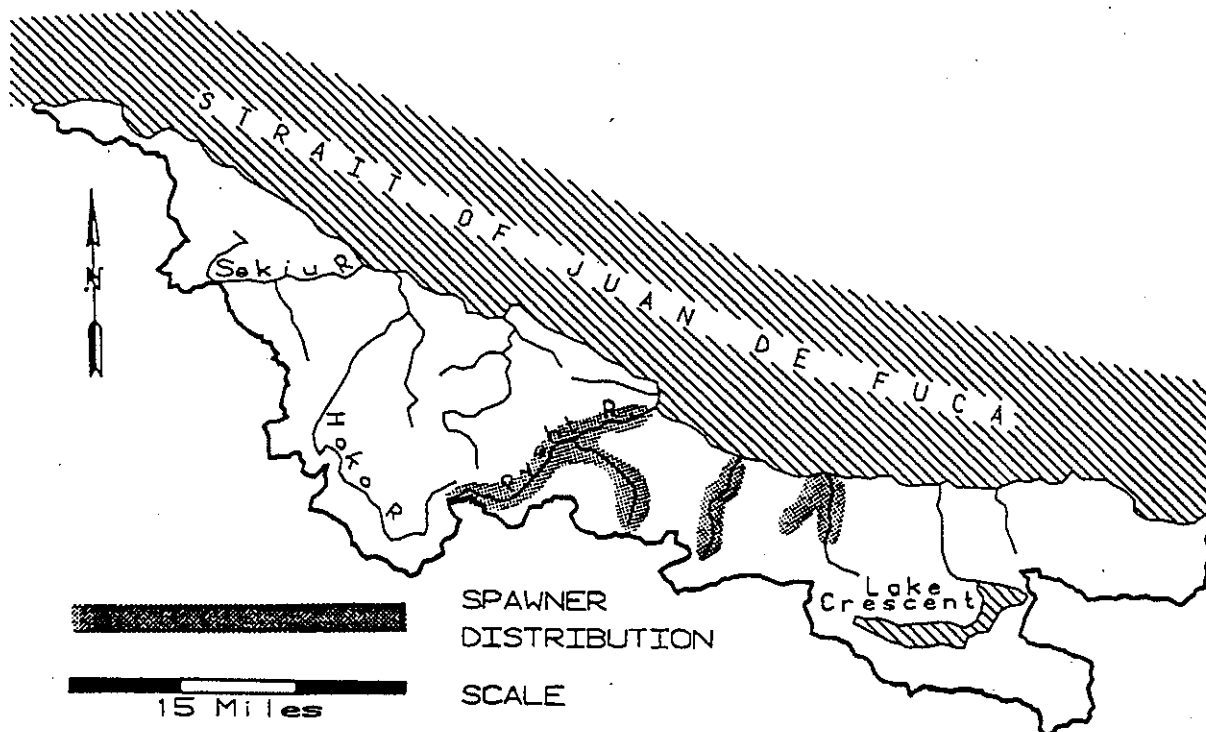 STRAIT OF JUAN DE FUCA
N
Sekiu R
Hoko R
Lake
Crescent
SPAWNER
DISTRIBUTION
SCALE
15 Miles